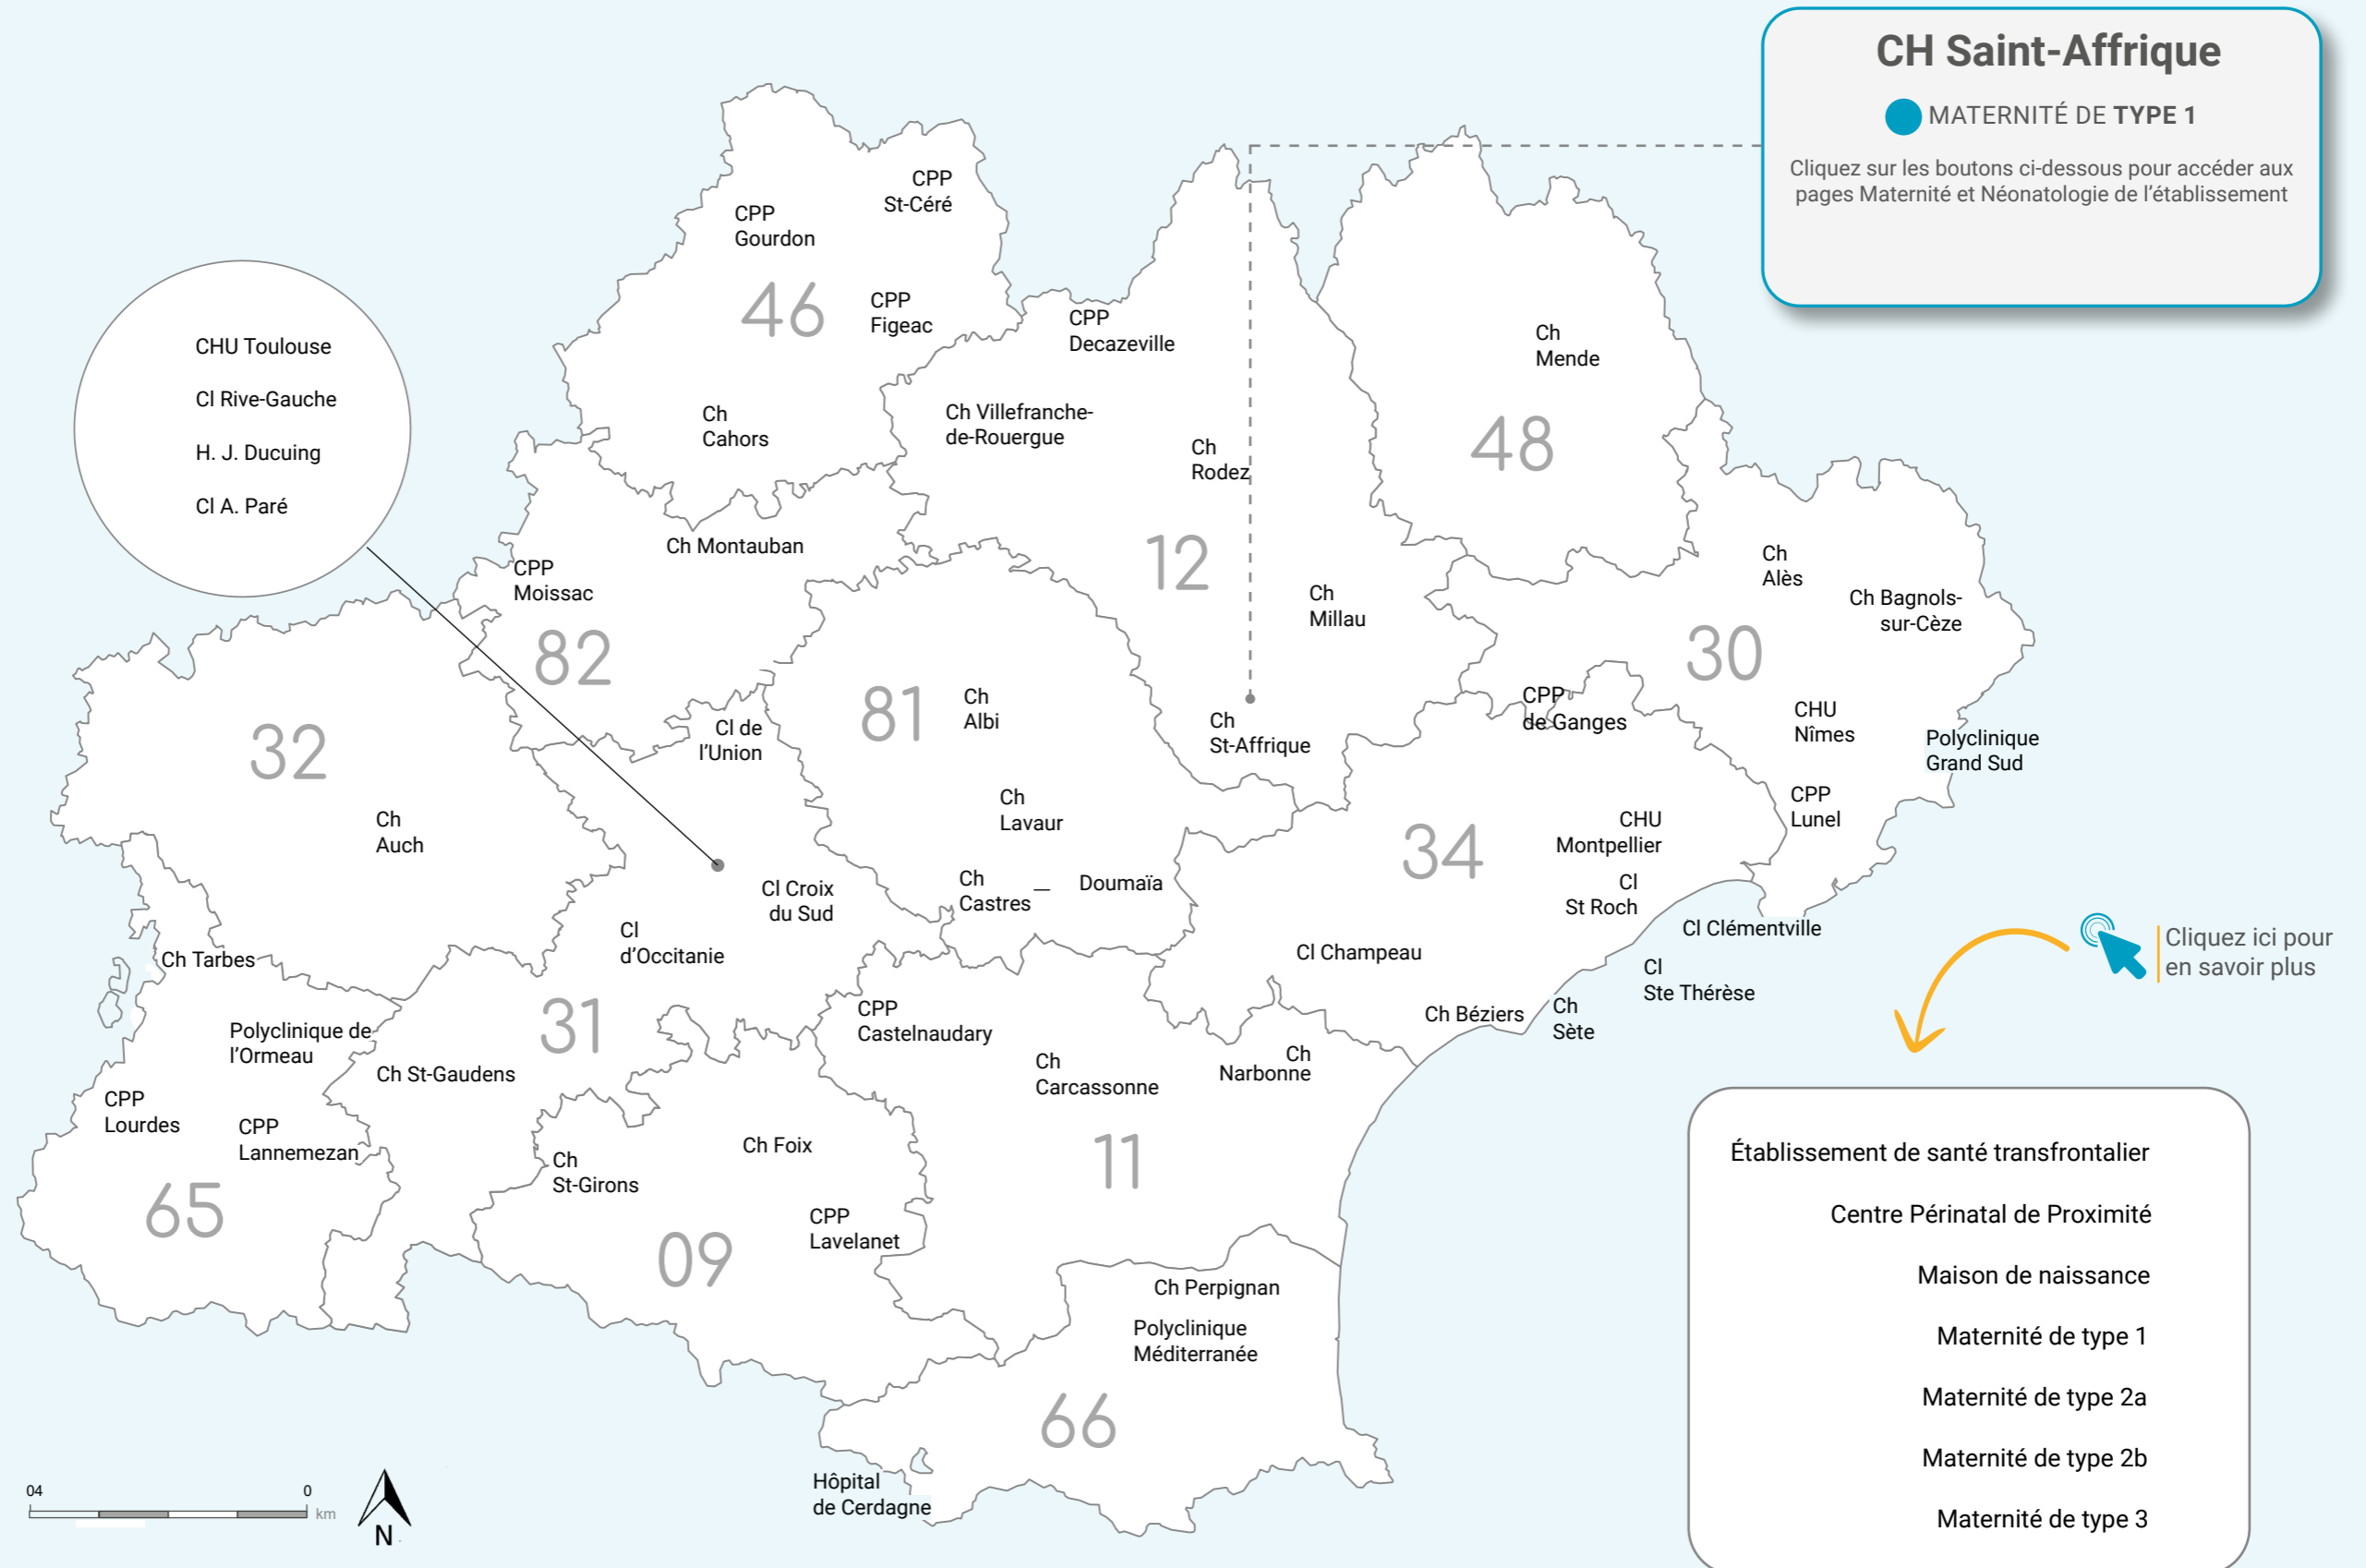 CH Saint-Affrique
MATERNITÉ DE TYPE 1
Cliquez sur les boutons ci-dessous pour accéder aux
pages Maternité et Néonatologie de l'établissement
CPP
St-Céré
CPP
Gourdon
46
CPP
Figeac
Ch
Cahors
CHU Toulouse
Cl Rive-Gauche
H. J. Ducuing
Cl A. Paré
CPP
Decazeville
Ch Villefranche-
de-Rouergue
Ch
Rodez
12
Ch
Millau
Ch
St-Affrique
Ch
Mende
48
Ch
Alès
Ch Bagnols-
sur-Cèze
30
CHU
Nîmes
Polyclinique
Grand Sud
CPP
Lunel
Ch Montauban
CPP
Moissac
82
32
Ch
Auch
81
Ch
Albi
Ch
Lavaur
Ch
Castres
Doumaïa
Cl de
l'Union
Cl Croix
du Sud
Cl
d'Occitanie
31
Ch St-Gaudens
CPP
de Ganges
34
CHU
Montpellier
Cl
St Roch
Cl Clémentville
Cl Champeau
Cl
Ste Thérèse
Ch Béziers
Ch
Sète
Cliquez ici pour
en savoir plus
Ch Tarbes
Polyclinique de
l'Ormeau
CPP
Lourdes
CPP
Lannemezan
65
Ch
St-Girons
Ch Foix
CPP
Lavelanet
09
CPP
Castelnaudary
Ch
Carcassonne
Ch
Narbonne
11
Ch Perpignan
Polyclinique
Méditerranée
66
Hôpital
de Cerdagne
Établissement de santé transfrontalier
Centre Périnatal de Proximité
Maison de naissance
Maternité de type 1
Maternité de type 2a
Maternité de type 2b
Maternité de type 3
04 0
km
N